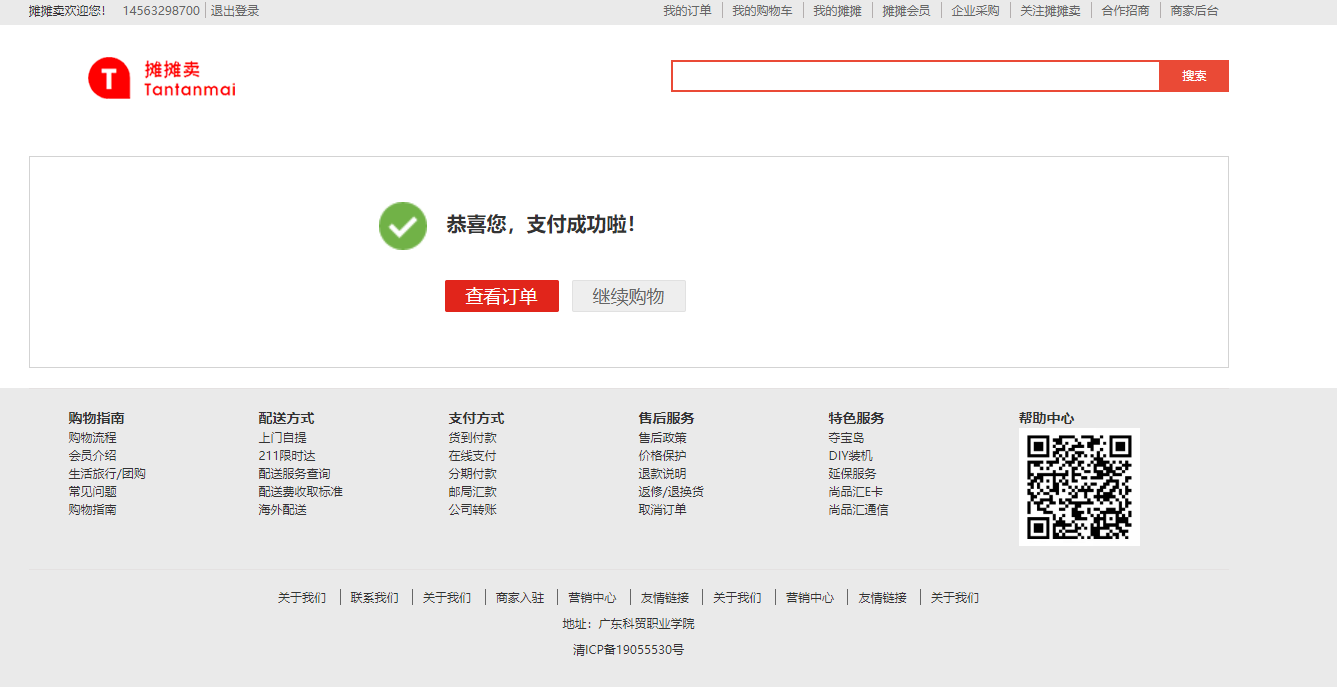 摊摊卖欢迎您！ 14563298700 退出登录 我的订单 我的购物车 我的摊摊 摊摊会员 企业采购 关注摊摊卖 合作招商 商家后台
T 摊摊卖
Tantanmai
搜索
恭喜您，支付成功啦！
查看订单 继续购物
购物指南 配送方式 支付方式 售后服务 特色服务 帮助中心
购物流程 上门自提 货到付款 售后政策 夺宝岛
会员介绍 211限时达 在线支付 价格保护 DIY装机
生活旅行/团购 配送服务查询 分期付款 退款说明 延保服务
常见问题 配送费收取标准 邮局汇款 返修/退换货 尚品汇E卡
购物指南 海外配送 公司转账 取消订单 尚品汇通信
关于我们 联系我们 关于我们 商家入驻 营销中心 友情链接 关于我们 营销中心 友情链接 关于我们
地址：广东科贸职业学院
清ICP备19055530号